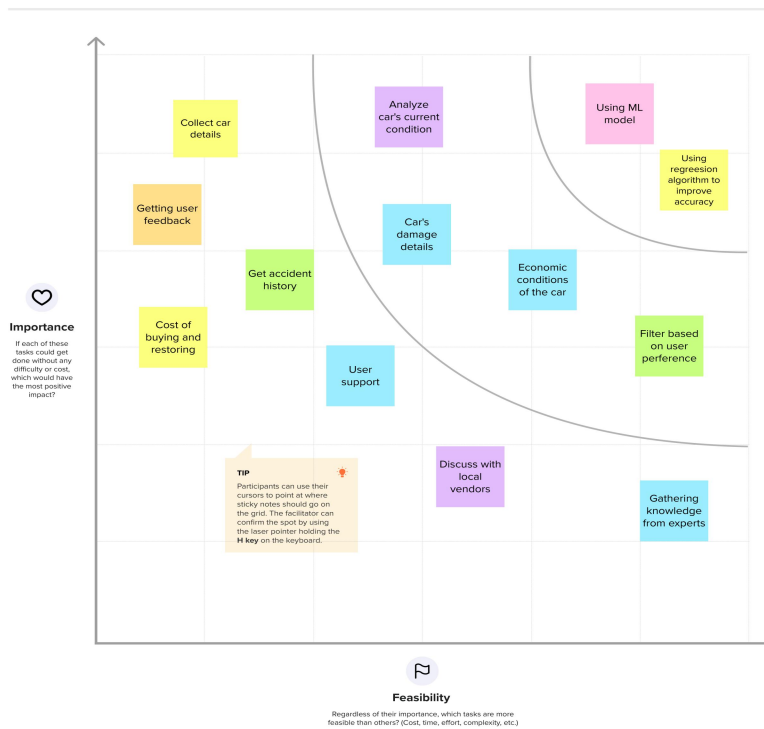 Collect car
details
Analyze
car's current
condition
Using ML
model
Using
regreesion
algorithm to
improve
accuracy
Getting user
feedback
Car's
damage
details
Get accident
history
Economic
conditions
of the car
Importance
If each of these
tasks could get
done without any
difficulty or cost,
which would have
the most positive
impact?
Cost of
buying and
restoring
User
support
Filter based
on user
perference
TIP
Participants can use their
cursors to point at where
sticky notes should go on
the grid. The facilitator can
confirm the spot by using
the laser pointer holding the
H key on the keyboard.
Discuss with
local
vendors
Gathering
knowledge
from experts
Feasibility
Regardless of their importance, which tasks are more
feasible than others? (Cost, time, effort, complexity, etc.)